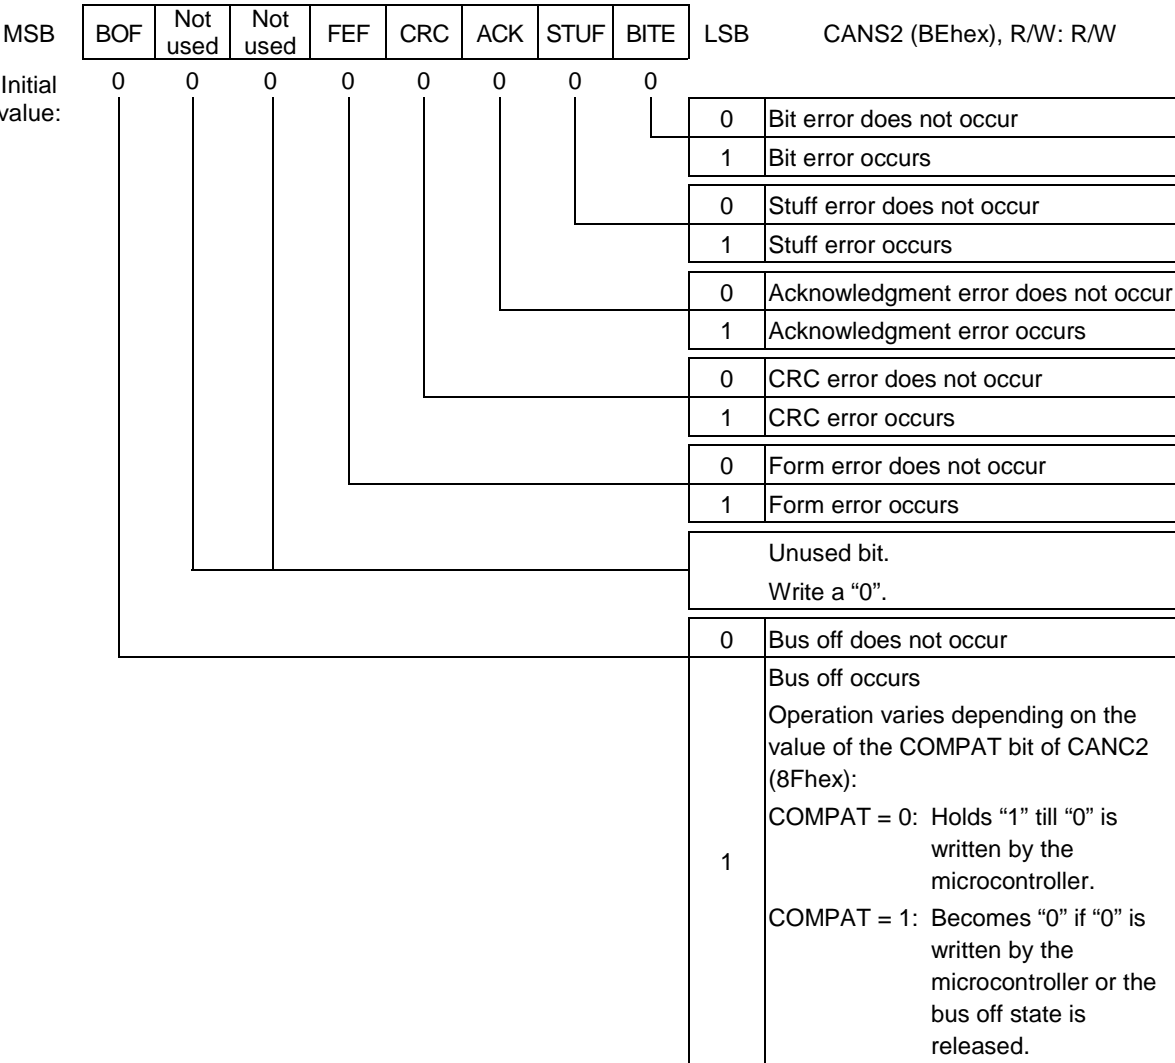 MSB BOF Not used Not used FEF CRC ACK STUF BITE LSB CANS2 (BEhex), R/W: R/W
Initial value: 0 0 0 0 0 0 0 0
0 Bit error does not occur
1 Bit error occurs
0 Stuff error does not occur
1 Stuff error occurs
0 Acknowledgment error does not occur
1 Acknowledgment error occurs
0 CRC error does not occur
1 CRC error occurs
0 Form error does not occur
1 Form error occurs
Unused bit.
Write a “0”.
0 Bus off does not occur
1 Bus off occurs
Operation varies depending on the
value of the COMPAT bit of CANC2
(8Fhex):
COMPAT = 0: Holds “1” till “0” is
written by the
microcontroller.
COMPAT = 1: Becomes “0” if “0” is
written by the
microcontroller or the
bus off state is
released.